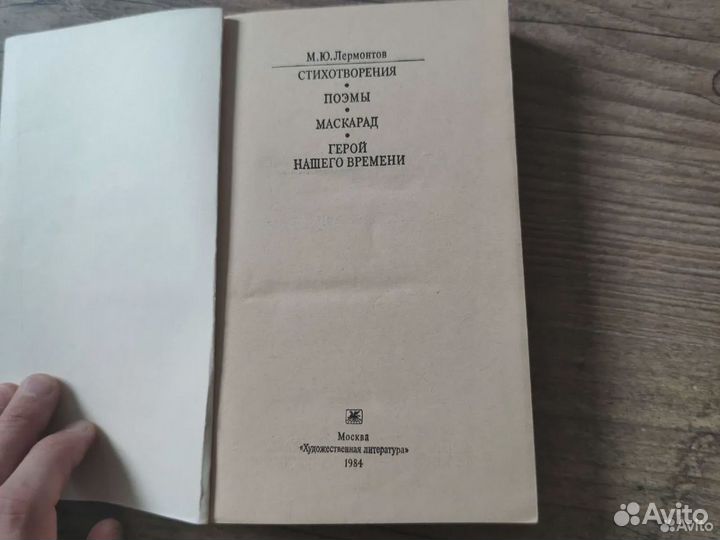 М.Ю.Лермонтов
СТИХОТВОРЕНИЯ
•
ПОЭМЫ
•
МАСКАРАД
•
ГЕРОЙ
НАШЕГО ВРЕМЕНИ
Москва
«Художественная литература»
1984
Avito